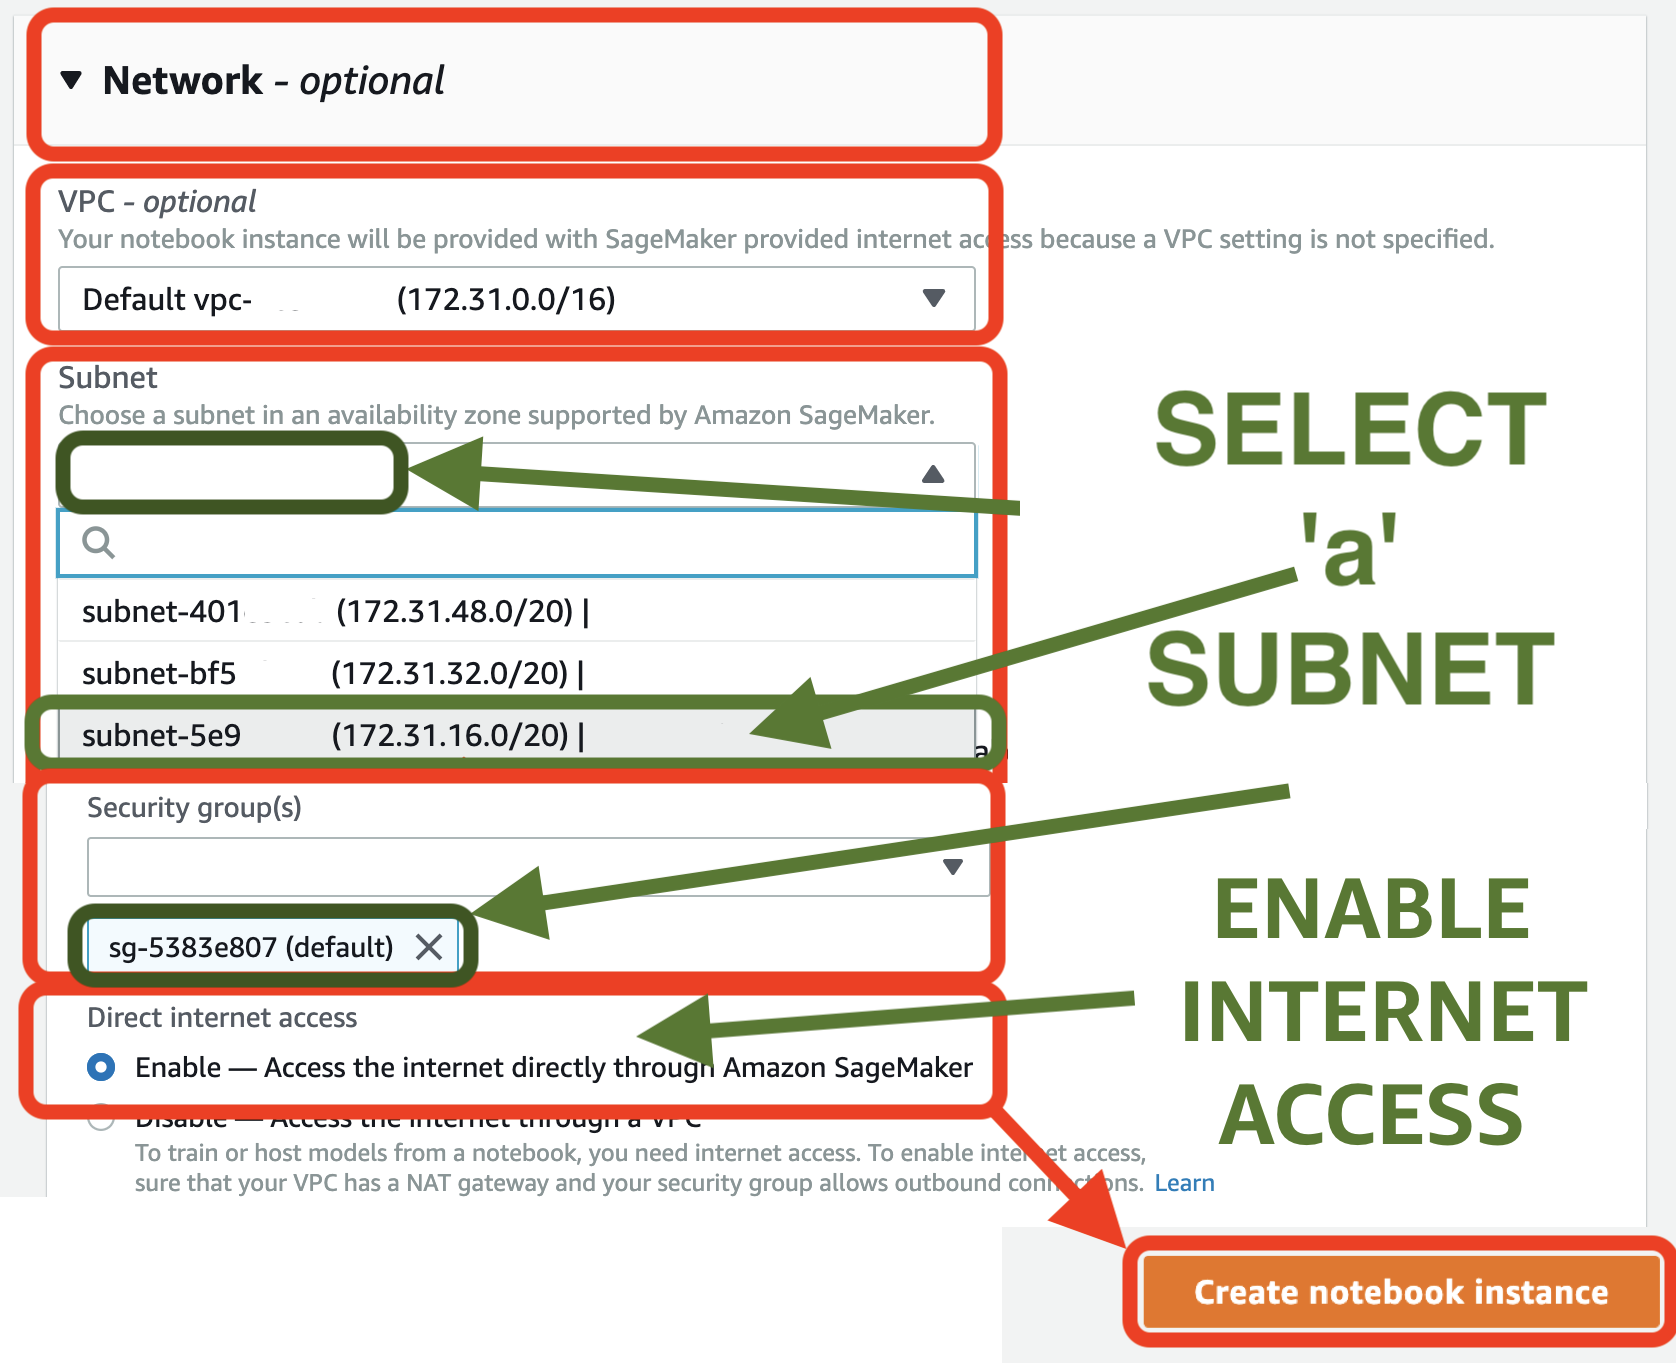 Network - optional
VPC - optional
Your notebook instance will be provided with SageMaker provided internet access because a VPC setting is not specified.
Default vpc- (172.31.0.0/16)
Subnet
Choose a subnet in an availability zone supported by Amazon SageMaker.
subnet-401 (172.31.48.0/20) |
subnet-bf5 (172.31.32.0/20) |
subnet-5e9 (172.31.16.0/20) |
SELECT
'a'
SUBNET
Security group(s)
sg-5383e807 (default)
Direct internet access
Enable — Access the internet directly through Amazon SageMaker
Disable — Access the internet through a VPC
To train or host models from a notebook, you need internet access. To enable internet access,
sure that your VPC has a NAT gateway and your security group allows outbound connections. Learn
ENABLE
INTERNET
ACCESS
Create notebook instance